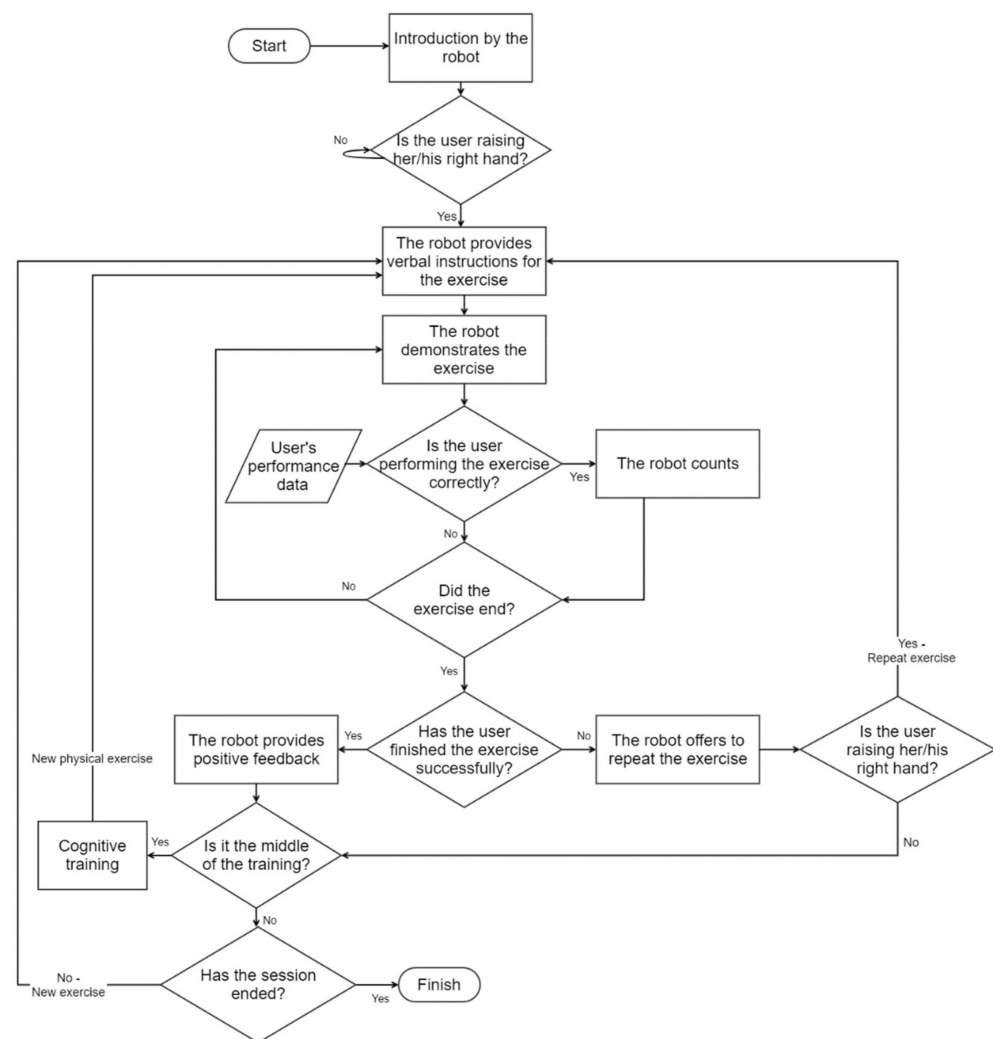 Start
Introduction by the
robot
No
Is the user raising
her/his right hand?
Yes
The robot provides
verbal instructions for
the exercise
The robot
demonstrates the
exercise
User's
performance
data
Is the user
performing the exercise
correctly?
Yes
The robot counts
No
No
Did the
exercise end?
Yes
Yes -
Repeat exercise
The robot provides
positive feedback
Yes
Has the user
finished the exercise
successfully?
No
The robot offers to
repeat the exercise
Is the user
raising her/his
right hand?
New physical exercise
Cognitive
training
Yes
Is it the middle
of the training?
No
No
No -
New exercise
Has the session
ended?
Yes
Finish